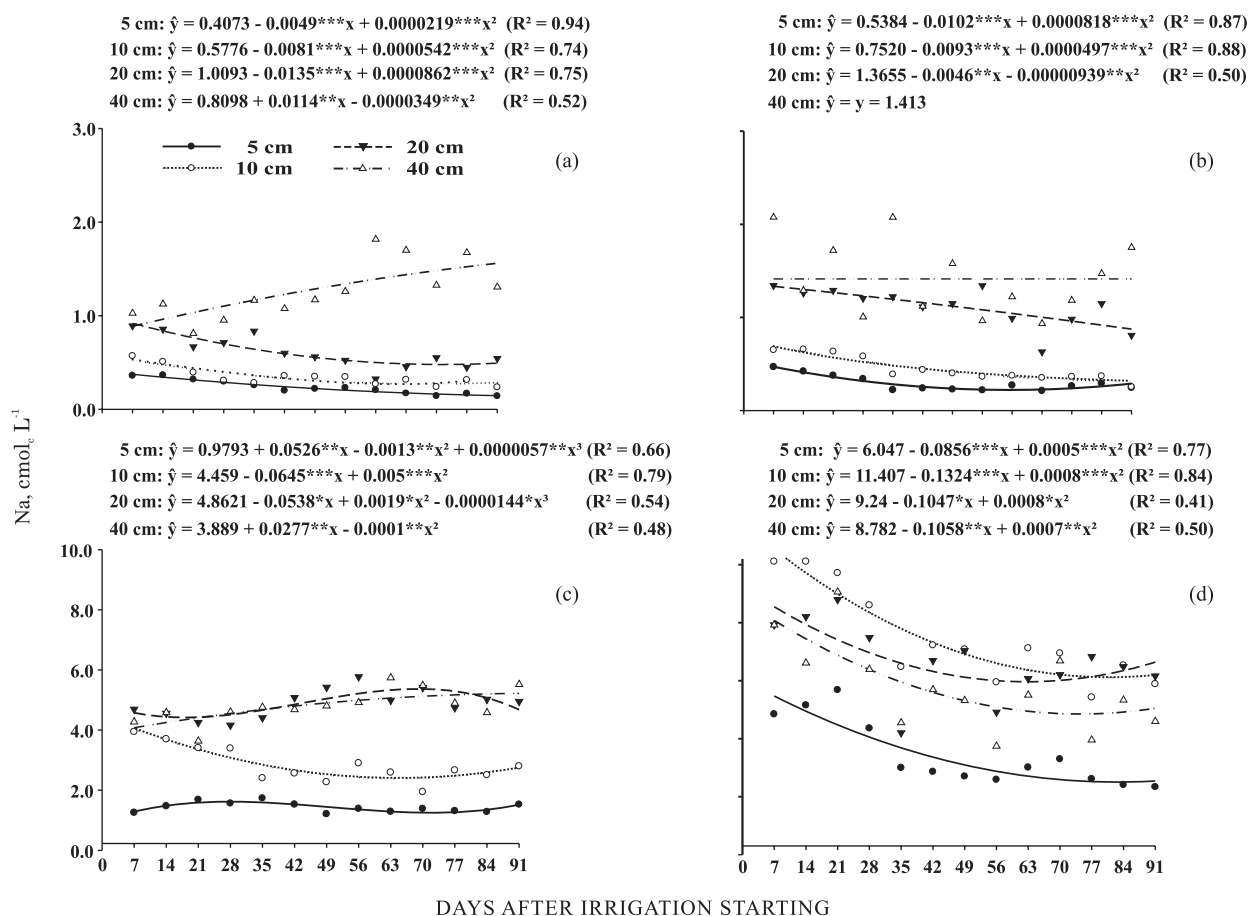 5 cm: ŷ = 0.4073 - 0.0049***x + 0.0000219***x² (R² = 0.94)
10 cm: ŷ = 0.5776 - 0.0081***x + 0.0000542***x² (R² = 0.74)
20 cm: ŷ = 1.0093 - 0.0135***x + 0.0000862***x² (R² = 0.75)
40 cm: ŷ = 0.8098 + 0.0114**x - 0.0000349**x² (R² = 0.52)
5 cm: ŷ = 0.5384 - 0.0102***x + 0.0000818***x² (R² = 0.87)
10 cm: ŷ = 0.7520 - 0.0093***x + 0.0000497***x² (R² = 0.88)
20 cm: ŷ = 1.3655 - 0.0046**x - 0.00000939**x² (R² = 0.50)
40 cm: ŷ = y = 1.413
3.0
2.0
1.0
0.0
5 cm
20 cm
10 cm
40 cm
(a)
(b)
Na, cmolc L-1
5 cm: ŷ = 0.9793 + 0.0526**x - 0.0013**x² + 0.0000057**x³ (R² = 0.66)
10 cm: ŷ = 4.459 - 0.0645***x + 0.005***x² (R² = 0.79)
20 cm: ŷ = 4.8621 - 0.0538*x + 0.0019*x² - 0.0000144*x³ (R² = 0.54)
40 cm: ŷ = 3.889 + 0.0277**x - 0.0001**x² (R² = 0.48)
5 cm: ŷ = 6.047 - 0.0856***x + 0.0005***x² (R² = 0.77)
10 cm: ŷ = 11.407 - 0.1324***x + 0.0008***x² (R² = 0.84)
20 cm: ŷ = 9.24 - 0.1047*x + 0.0008*x² (R² = 0.41)
40 cm: ŷ = 8.782 - 0.1058**x + 0.0007**x² (R² = 0.50)
10.0
8.0
6.0
4.0
2.0
0.0
(c)
(d)
0 7 14 21 28 35 42 49 56 63 70 77 84 91
0 7 14 21 28 35 42 49 56 63 70 77 84 91
DAYS AFTER IRRIGATION STARTING